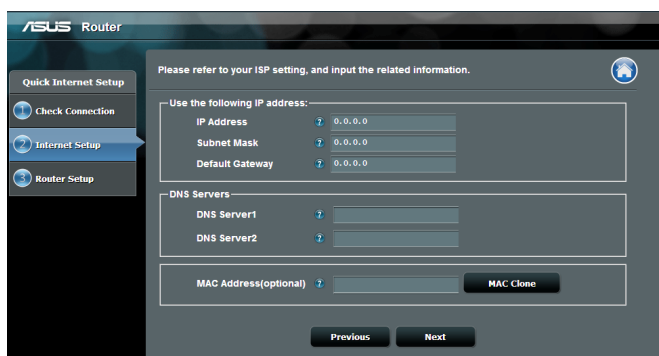 ASUS Router
Quick Internet Setup
1 Check Connection
2 Internet Setup
3 Router Setup
Please refer to your ISP setting, and input the related information.
Use the following IP address:
IP Address ? 0.0.0.0
Subnet Mask ? 0.0.0.0
Default Gateway ? 0.0.0.0
DNS Servers
DNS Server1 ?
DNS Server2 ?
MAC Address(optional) ? MAC Clone
Previous Next